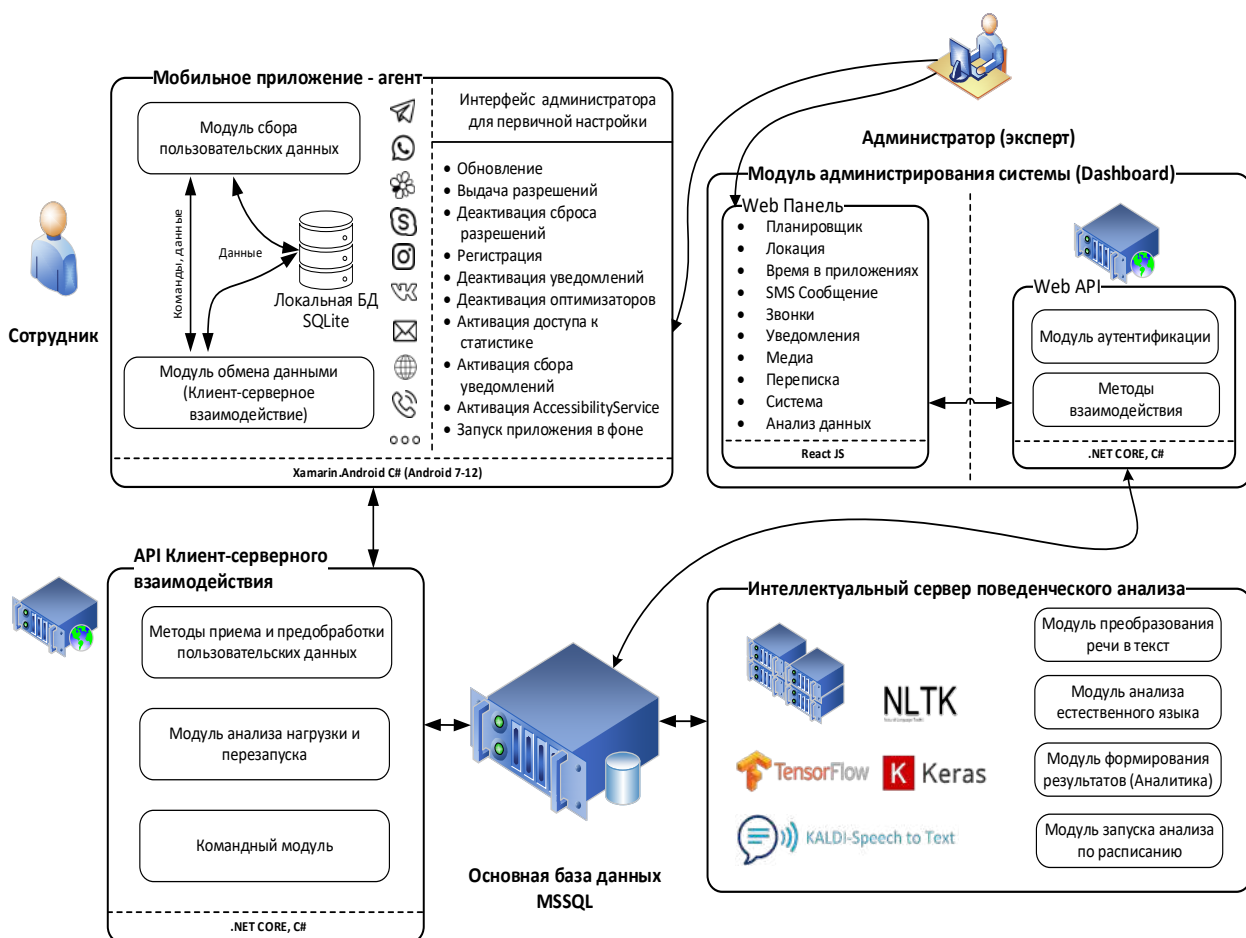 Сотрудник
Мобильное приложение - агент
Модуль сбора
пользовательских данных
Команды, данные
Данные
Локальная БД
SQLite
Модуль обмена данными
(Клиент-серверное
взаимодействие)
Интерфейс администратора
для первичной настройки
• Обновление
• Выдача разрешений
• Деактивация сброса
разрешений
• Регистрация
• Деактивация уведомлений
• Деактивация оптимизаторов
• Активация доступа к
статистике
• Активация сбора
уведомлений
• Активация AccessibilityService
• Запуск приложения в фоне
Xamarin.Android C# (Android 7-12)
Администратор (эксперт)
Модуль администрирования системы (Dashboard)
Web Панель
• Планировщик
• Локация
• Время в приложениях
• SMS Сообщение
• Звонки
• Уведомления
• Медиа
• Переписка
• Система
• Анализ данных
React JS
Web API
Модуль аутентификации
Методы
взаимодействия
.NET CORE, C#
API Клиент-серверного
взаимодействия
Методы приема и предобработки
пользовательских данных
Модуль анализа нагрузки и
перезапуска
Командный модуль
.NET CORE, C#
Основная база данных
MSSQL
Интеллектуальный сервер поведенческого анализа
NLTK
TensorFlow
K Keras
KALDI-Speech to Text
Модуль преобразования
речи в текст
Модуль анализа
естественного языка
Модуль формирования
результатов (Аналитика)
Модуль запуска анализа
по расписанию